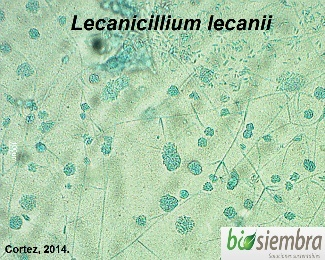 Lecanicillium lecanii
Cortez, 2014.
biosiembra